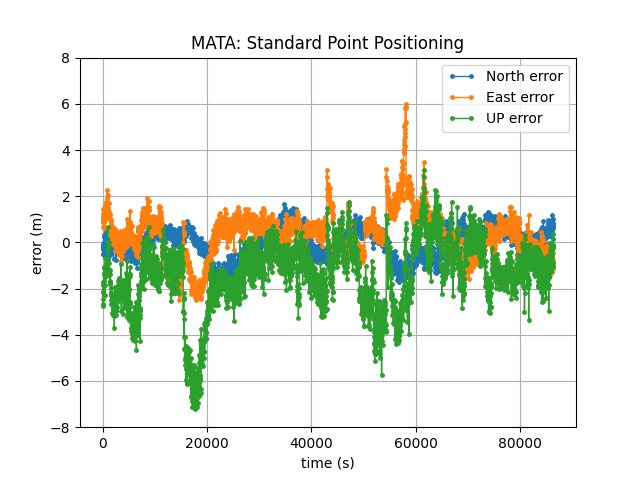 MATA: Standard Point Positioning
North error
East error
UP error
error (m)
8
6
4
2
0
−2
−4
−6
−8
0 20000 40000 60000 80000
time (s)